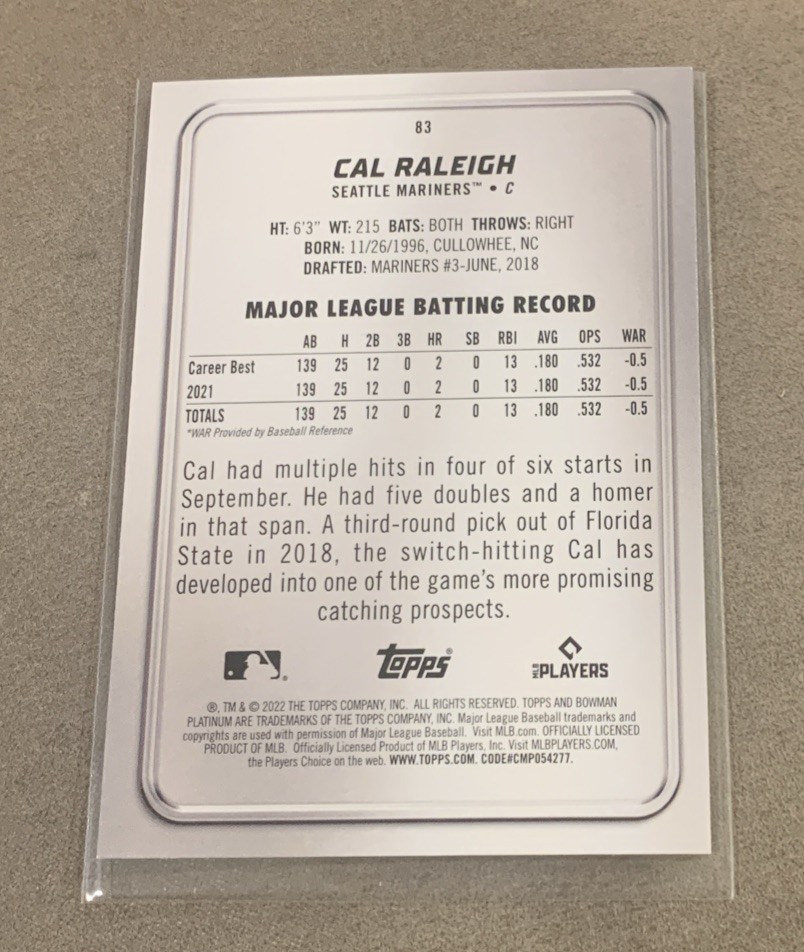 83
CAL RALEIGH
SEATTLE MARINERS™ • C
HT: 6'3" WT: 215 BATS: BOTH THROWS: RIGHT
BORN: 11/26/1996, CULLOWHEE, NC
DRAFTED: MARINERS #3-JUNE, 2018
MAJOR LEAGUE BATTING RECORD
AB H 2B 3B HR SB RBI AVG OPS WAR
Career Best 139 25 12 0 2 0 13 .180 .532 -0.5
2021 139 25 12 0 2 0 13 .180 .532 -0.5
TOTALS 139 25 12 0 2 0 13 .180 .532 -0.5
*WAR Provided by Baseball Reference
Cal had multiple hits in four of six starts in
September. He had five doubles and a homer
in that span. A third-round pick out of Florida
State in 2018, the switch-hitting Cal has
developed into one of the game's more promising
catching prospects.
Topps® MLB PLAYERS
®, TM & © 2022 THE TOPPS COMPANY, INC. ALL RIGHTS RESERVED. TOPPS AND BOWMAN
PLATINUM ARE TRADEMARKS OF THE TOPPS COMPANY, INC. Major League Baseball trademarks and
copyrights are used with permission of Major League Baseball. Visit MLB.com. OFFICIALLY LICENSED
PRODUCT OF MLB. Officially Licensed Product of MLB Players, Inc. Visit MLBPLAYERS.COM,
the Players Choice on the web. WWW.TOPPS.COM. CODE#CMP054277.